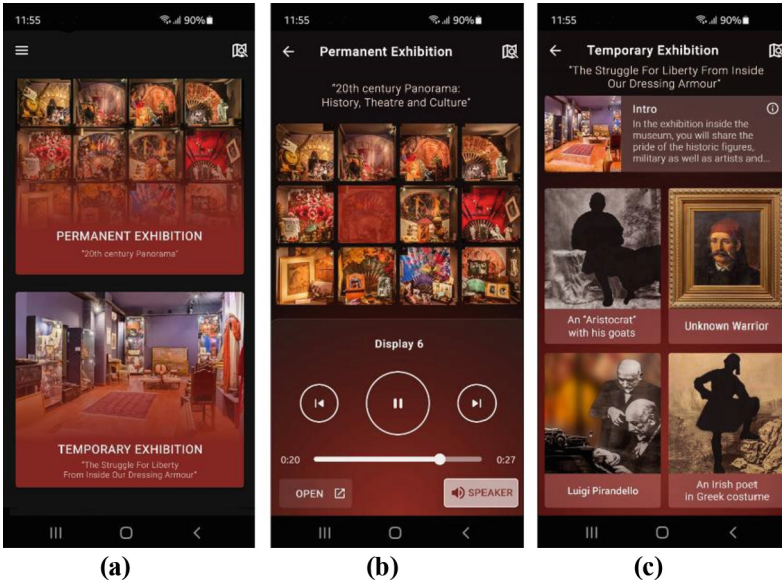 11:55
90%
PERMANENT EXHIBITION
"20th century Panorama"
TEMPORARY EXHIBITION
"The Struggle For Liberty
From Inside Our Dressing Armour"
(a)
11:55
90%
Permanent Exhibition
"20th century Panorama:
History, Theatre and Culture"
Display 6
0:20
0:27
OPEN
SPEAKER
(b)
11:55
90%
Temporary Exhibition
"The Struggle For Liberty From Inside
Our Dressing Armour"
Intro
In the exhibition inside the
museum, you will share the
pride of the historic figures,
military as well as artists and...
An "Aristocrat"
with his goats
Unknown Warrior
Luigi Pirandello
An Irish poet
in Greek costume
(c)